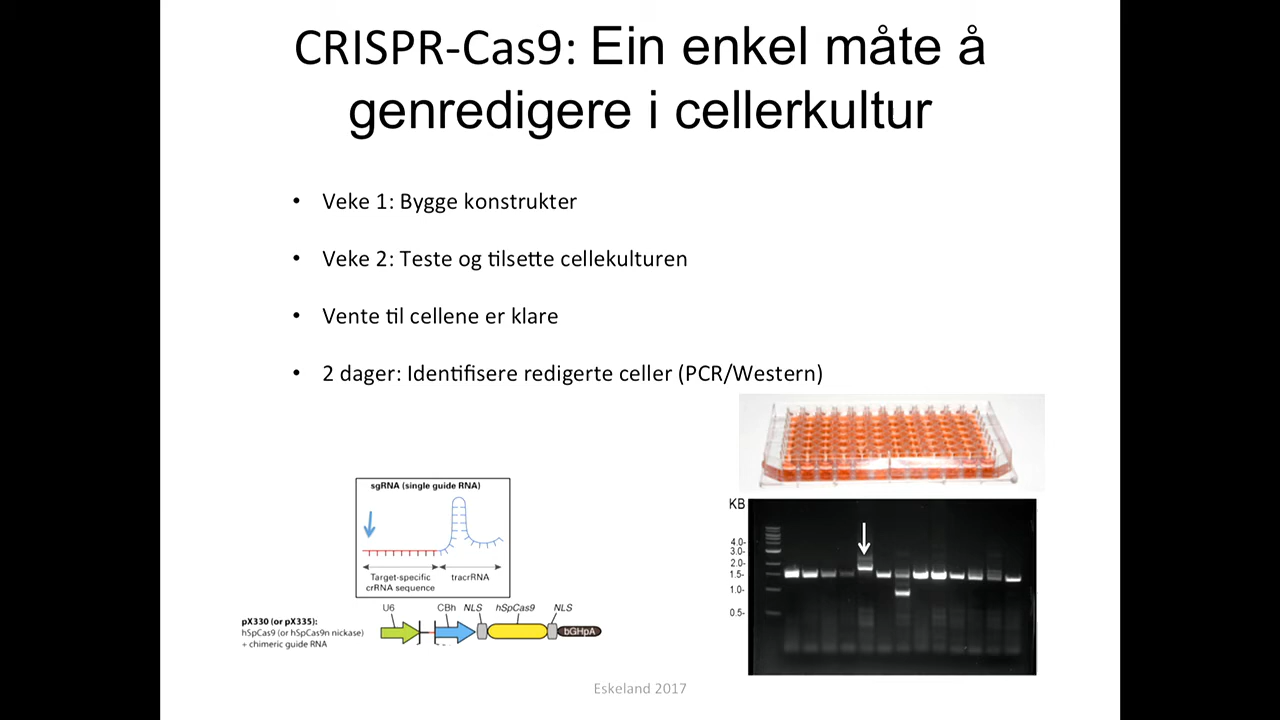 CRISPR-Cas9: Ein enkel måte å
genredigere i cellerkultur
• Veke 1: Bygge konstrukter
• Veke 2: Teste og tilsette cellekulturen
• Vente til cellene er klare
• 2 dager: Identifisere redigerte celler (PCR/Western)
sgRNA (single guide RNA)
Target-specific
crRNA sequence
tracrRNA
U6 CBh NLS hSpCas9 NLS
pX330 (or pX335):
hSpCas9 (or hSpCas9n nickase)
+ chimeric guide RNA
bGHpA
KB
4.0-
3.0-
2.0-
1.5-
1.0-
0.5-
Eskeland 2017